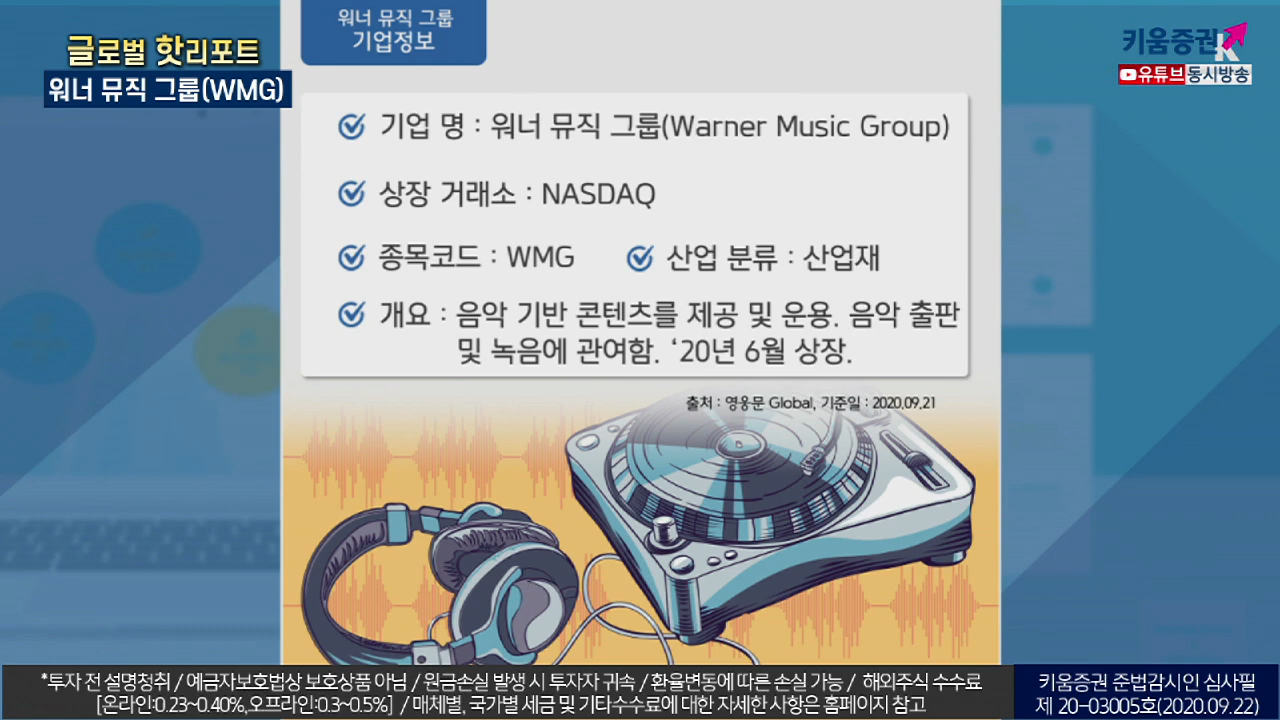 글로벌 핫리포트
워너 뮤직 그룹(WMG)
워너 뮤직 그룹
기업정보
키움증권
유튜브동시방송
기업 명 : 워너 뮤직 그룹(Warner Music Group)
상장 거래소 : NASDAQ
종목코드 : WMG
산업 분류 : 산업재
개요 : 음악 기반 콘텐츠를 제공 및 운용. 음악 출판
및 녹음에 관여함. ‘20년 6월 상장.
출처 : 영웅문 Global, 기준일 : 2020.09.21
*투자 전 설명청취 / 예금자보호법상 보호상품 아님 / 원금손실 발생 시 투자자 귀속 / 환율변동에 따른 손실 가능 / 해외주식 수수료
[온라인:0.23~0.40%,오프라인:0.3~0.5%] / 매체별, 국가별 세금 및 기타수수료에 대한 자세한 사항은 홈페이지 참고
키움증권 준법감시인 심사필
제 20-03005호(2020.09.22)